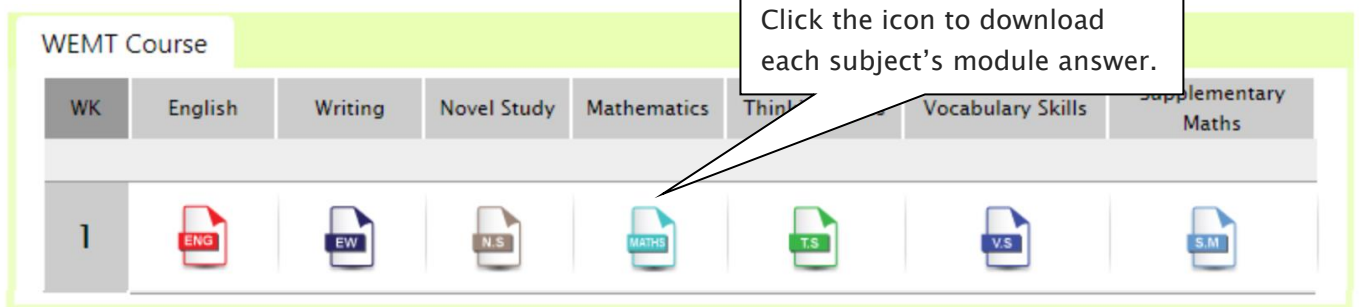 Click the icon to download
each subject's module answer.
WEMT Course
WK English Writing Novel Study Mathematics Vocabulary Skills Supplementary
Maths
1 ENG EW N.S MATHS T.S V.S S.M